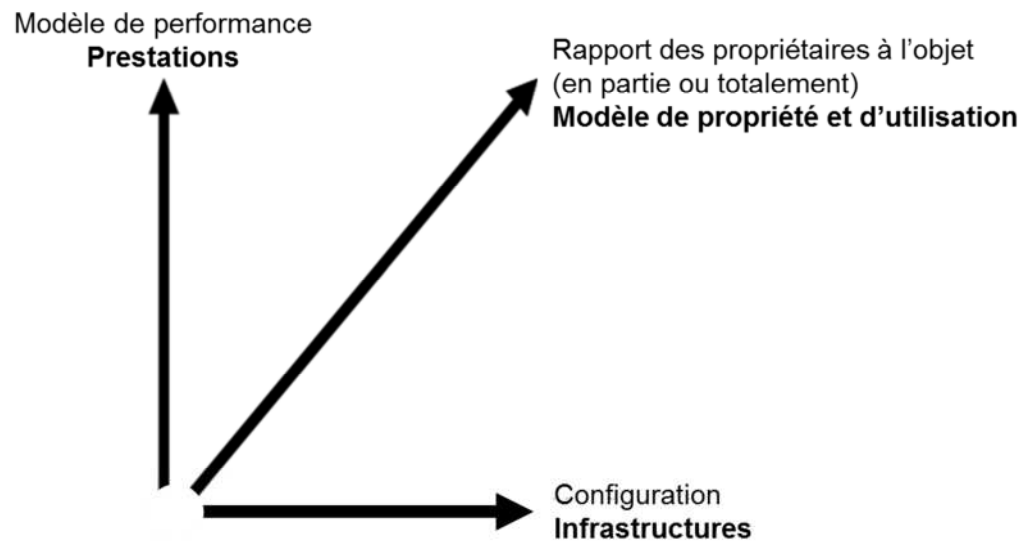 Modèle de performance
Prestations
Rapport des propriétaires à l’objet
(en partie ou totalement)
Modèle de propriété et d’utilisation
Configuration
Infrastructures